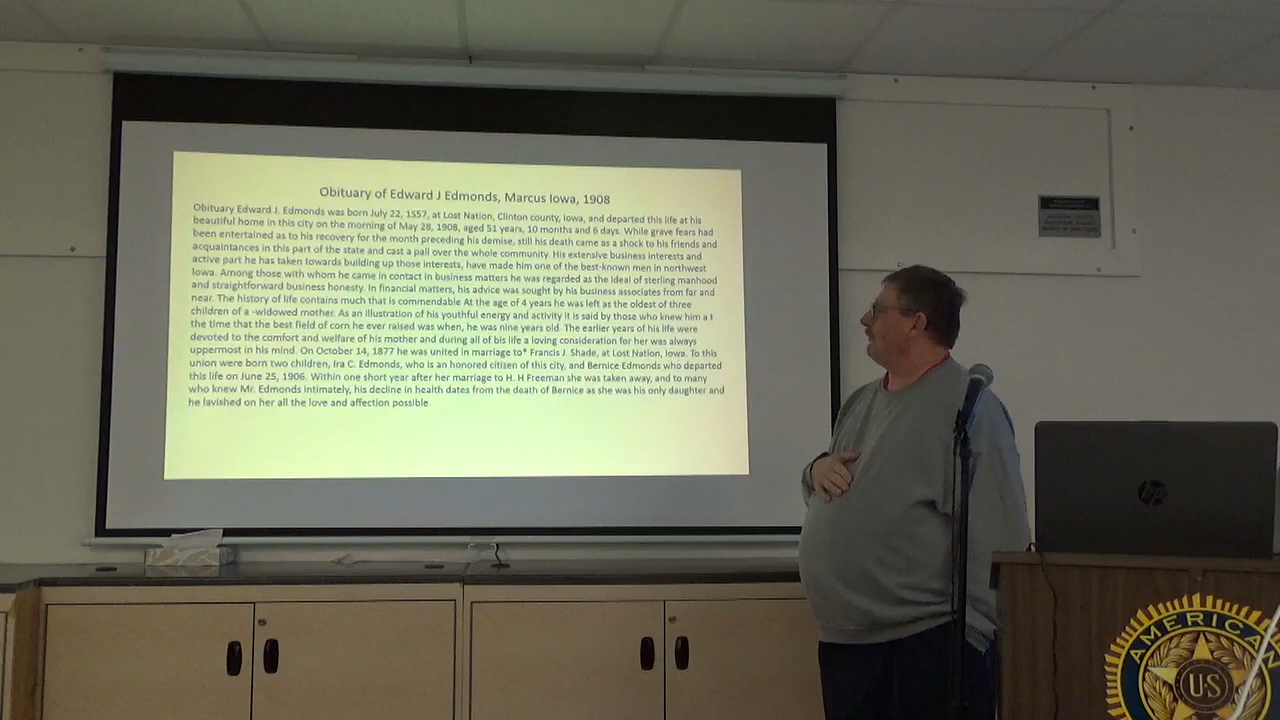 Obituary of Edward J Edmonds, Marcus Iowa, 1908
Obituary Edward J. Edmonds was born July 22, 1557, at Lost Nation, Clinton county, Iowa, and departed this life at his
beautiful home in this city on the morning of May 28, 1908, aged 51 years, 10 months and 6 days. While grave fears had
been entertained as to his recovery for the month preceding his demise, still his death came as a shock to his friends and
acquaintances in this part of the state and cast a pall over the whole community. His extensive business interests and
active part he has taken towards building up those interests, have made him one of the best-known men in northwest
Iowa. Among those with whom he came in contact in business matters he was regarded as the ideal of sterling manhood
and straightforward business honesty. In financial matters, his advice was sought by his business associates from far and
near. The history of life contains much that is commendable At the age of 4 years he was left as the oldest of three
children of a -widowed mother. As an illustration of his youthful energy and activity it is said by those who knew him a t
the time that the best field of corn he ever raised was when, he was nine years old. The earlier years of his life were
devoted to the comfort and welfare of his mother and during all of bis life a loving consideration for her was always
uppermost in his mind. On October 14, 1877 he was united in marriage to* Francis J. Shade, at Lost Nation, Iowa. To this
union were born two children, Ira C. Edmonds, who is an honored citizen of this city, and Bernice Edmonds who departed
this life on June 25, 1906. Within one short year after her marriage to H. H Freeman she was taken away, and to many
who knew Mr. Edmonds intimately, his decline in health dates from the death of Bernice as she was his only daughter and
he lavished on her all the love and affection possible.
hp
AMERICAN
U·S